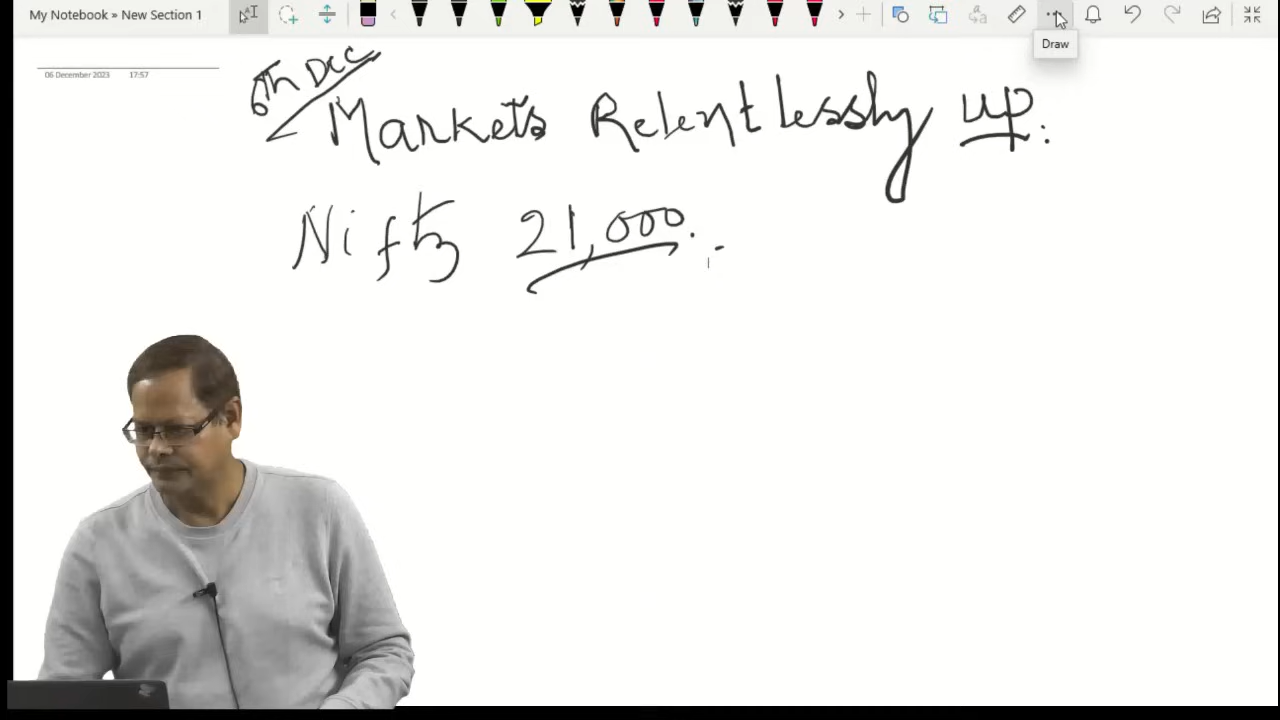 My Notebook » New Section 1
Draw
06 December 2023 17:57
6th Dec
Markets Relentlessly up.
Nifty 21,000.